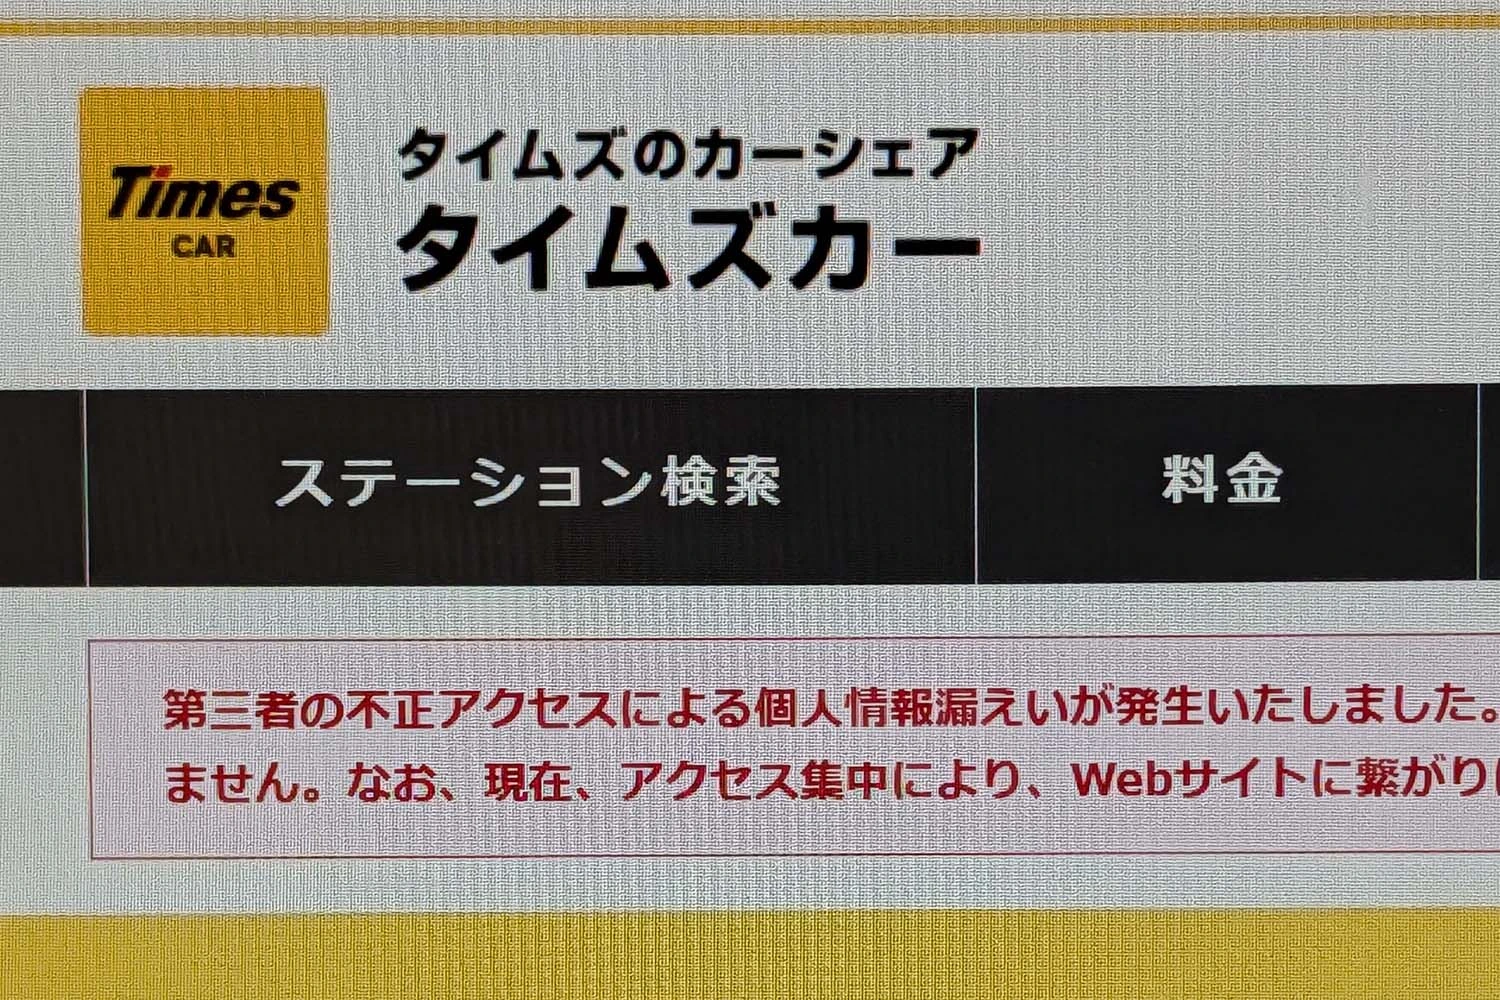 Times
CAR
タイムズのカーシェア
タイムズカー
ステーション検索
料金
第三者の不正アクセスによる個人情報漏えいが発生いたしました。
ません。なお、現在、アクセス集中により、Webサイトに繋がり